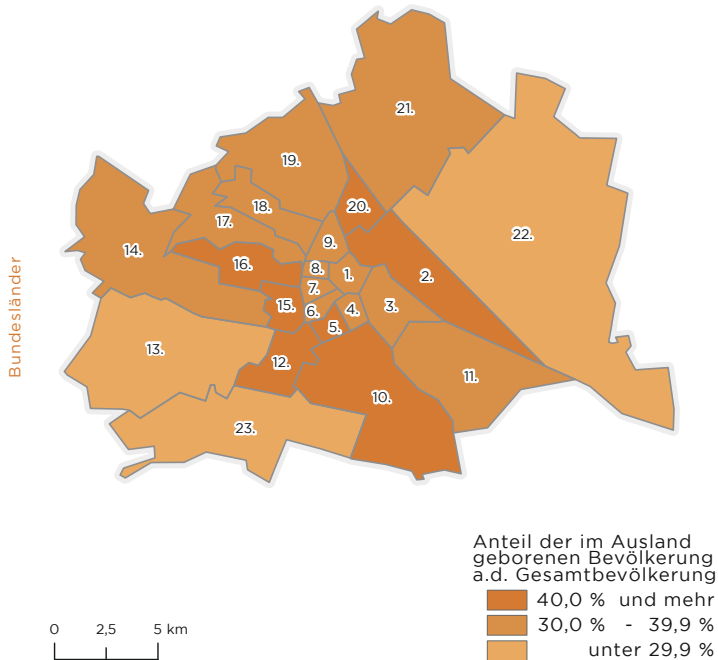 21.
19.
20.
18.
17.
9.
22.
14.
16.
8.
1.
2.
7.
15.
6.
4.
3.
5.
13.
12.
11.
10.
23.
Bundesländer
Anteil der im Ausland
geborenen Bevölkerung
a.d. Gesamtbevölkerung
40,0 % und mehr
30,0 % - 39,9 %
unter 29,9 %
0 2,5 5 km